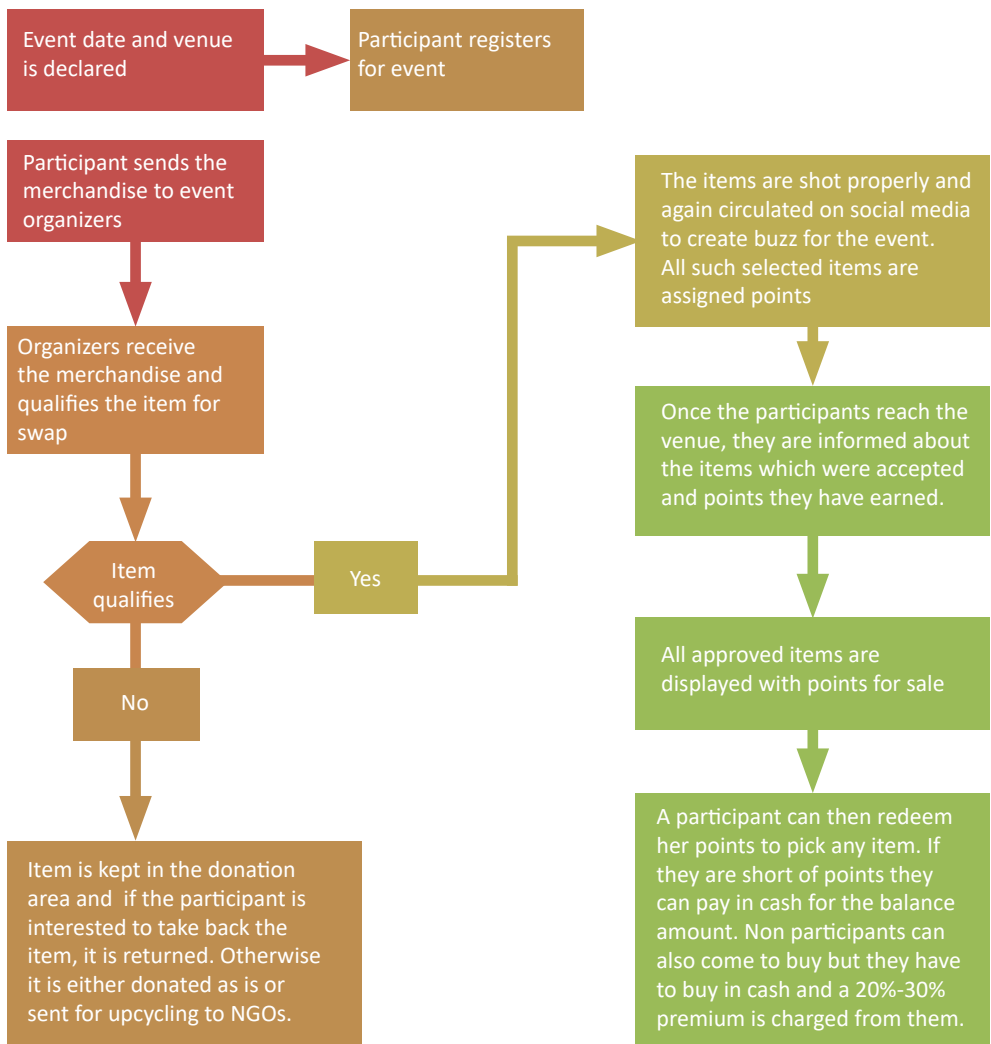 Event date and venue
is declared
Participant registers
for event
Participant sends the
merchandise to event
organizers
Organizers receive
the merchandise and
qualifies the item for
swap
Item
qualifies
Yes
No
Item is kept in the donation
area and  if the participant is
interested to take back the
item, it is returned. Otherwise
it is either donated as is or
sent for upcycling to NGOs.
The items are shot properly and
again circulated on social media
to create buzz for the event.
All such selected items are
assigned points
Once the participants reach the
venue, they are informed about
the items which were accepted
and points they have earned.
All approved items are
displayed with points for sale
A participant can then redeem
her points to pick any item. If
they are short of points they
can pay in cash for the balance
amount. Non participants can
also come to buy but they have
to buy in cash and a 20%-30%
premium is charged from them.